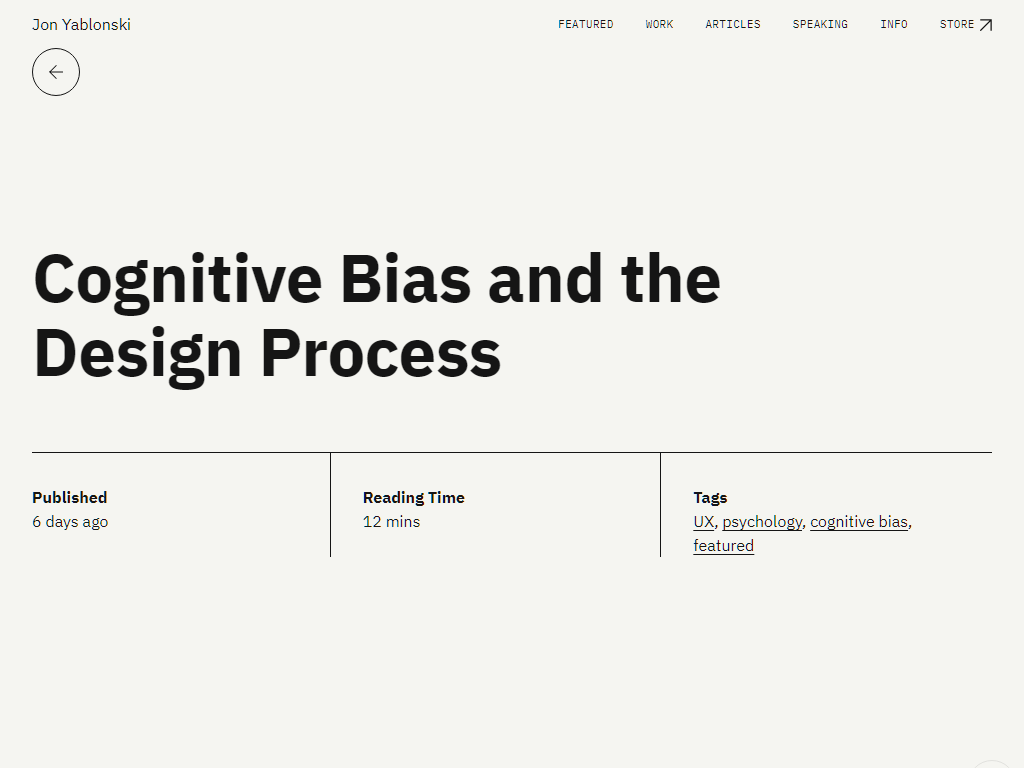 Jon Yablonski
FEATURED WORK ARTICLES SPEAKING INFO STORE
Cognitive Bias and the
Design Process
Published
6 days ago
Reading Time
12 mins
Tags
UX, psychology, cognitive bias,
featured